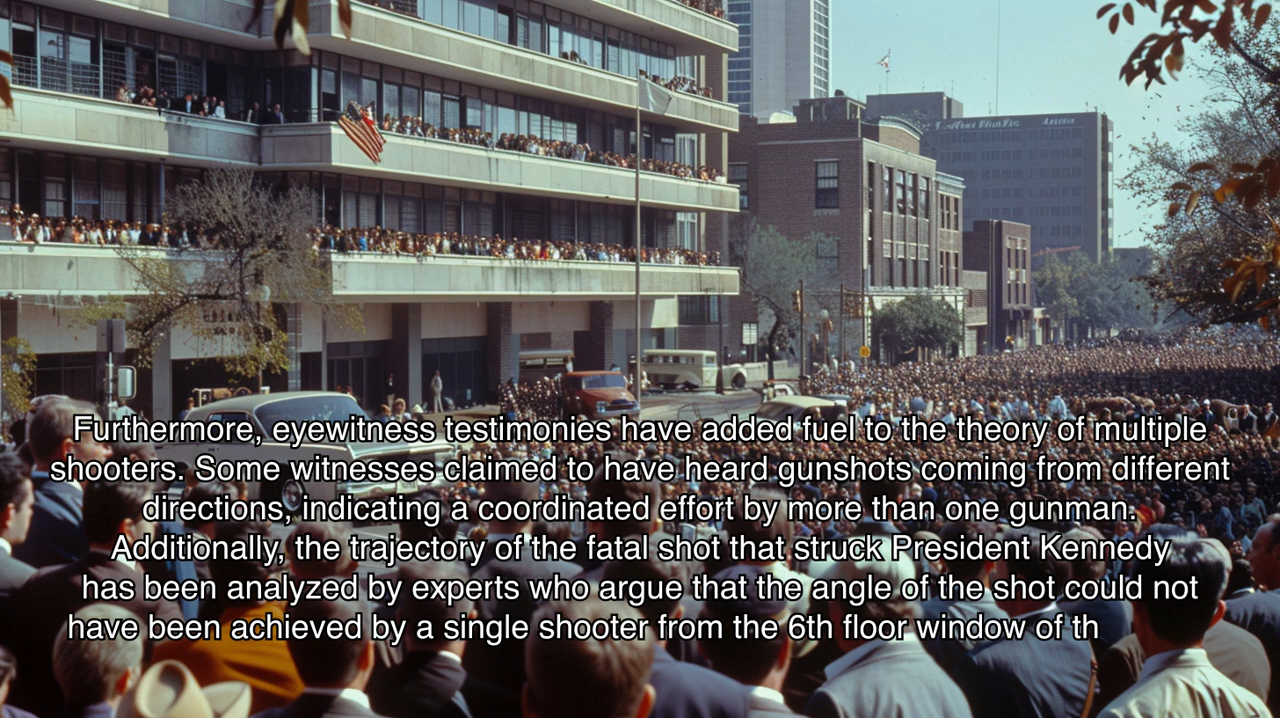 Furthermore, eyewitness testimonies have added fuel to the theory of multiple
shooters. Some witnesses claimed to have heard gunshots coming from different
directions, indicating a coordinated effort by more than one gunman.
Additionally, the trajectory of the fatal shot that struck President Kennedy
has been analyzed by experts who argue that the angle of the shot could not
have been achieved by a single shooter from the 6th floor window of th